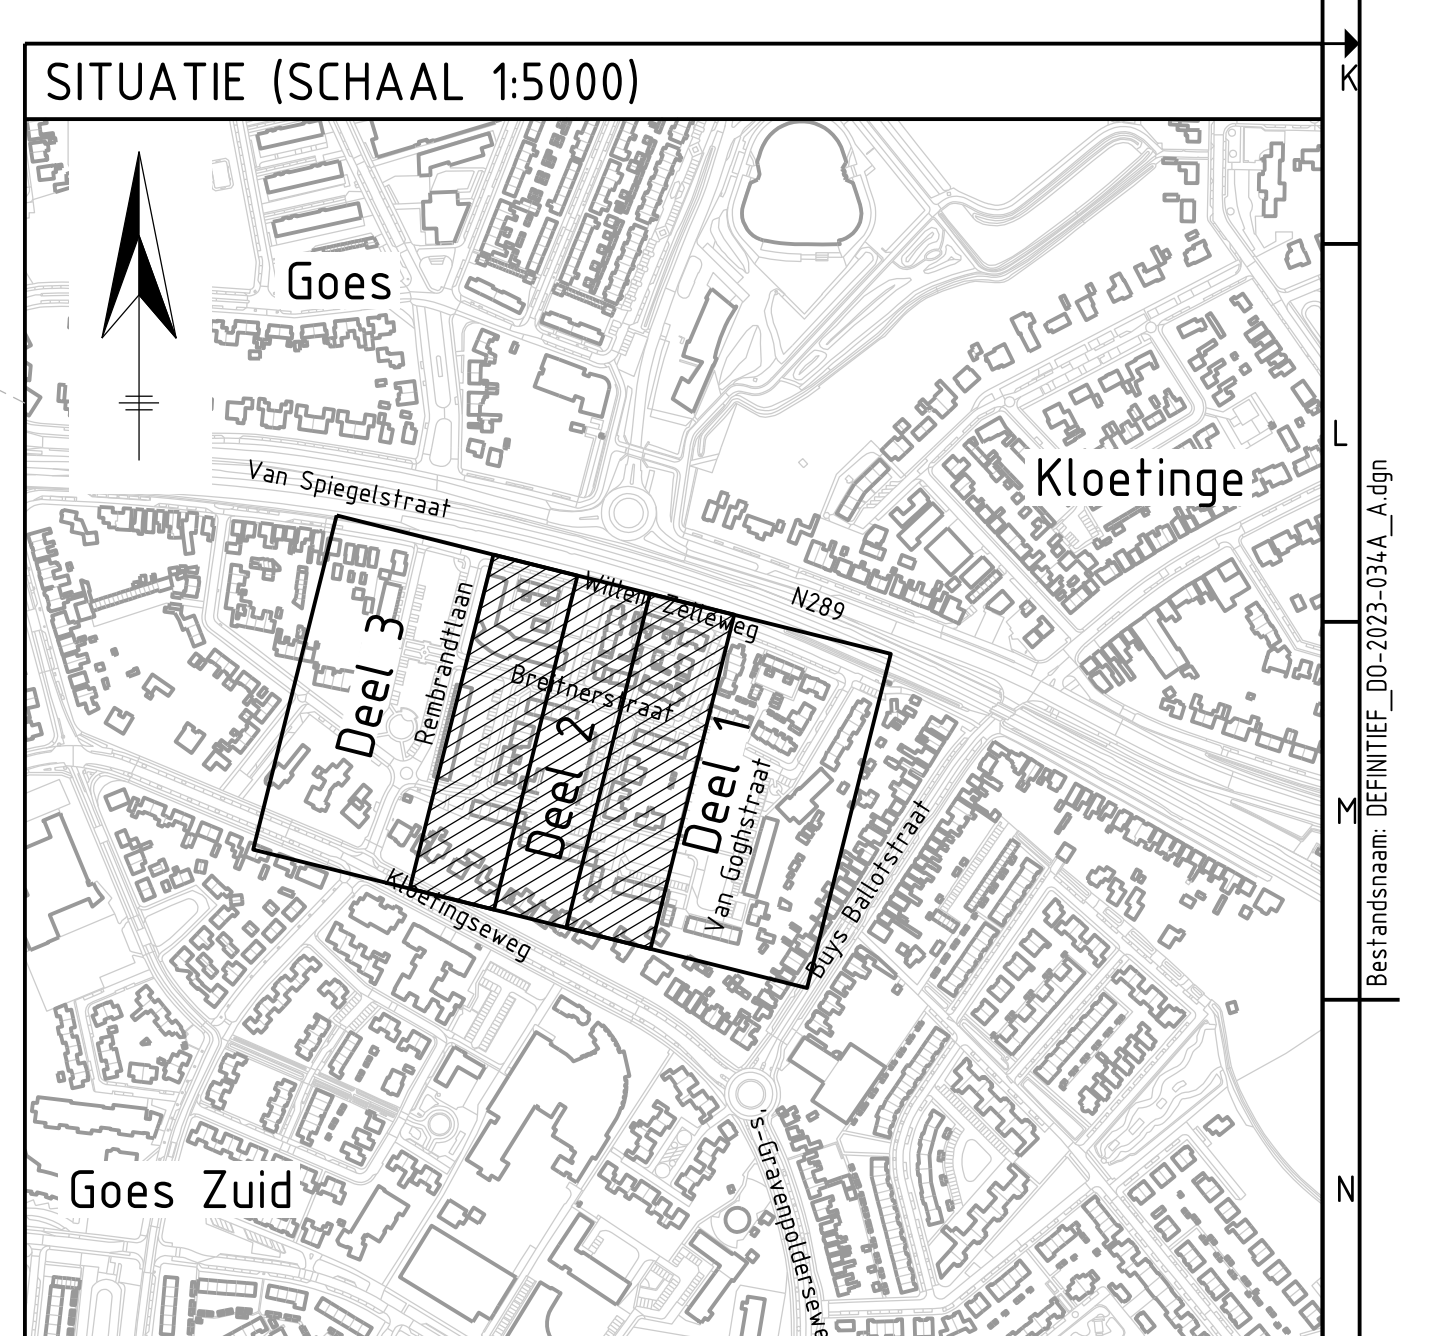 SITUATIE (SCHAAL 1:5000)
K
Goes
L
Kloetinge
Van Spiegelstraat
Willem Zelleweg
N289
Deel 3
Rembrandtlaan
Breitnerstraat
Deel 2
Deel 1
Van Goghstraat
Buys Ballotstraat
M
Kloetingseweg
Bestandsnaam: DEFINITIEF_DO-2023-034A_A.dgn
Goes Zuid
's-Gravenpoldersewe
N